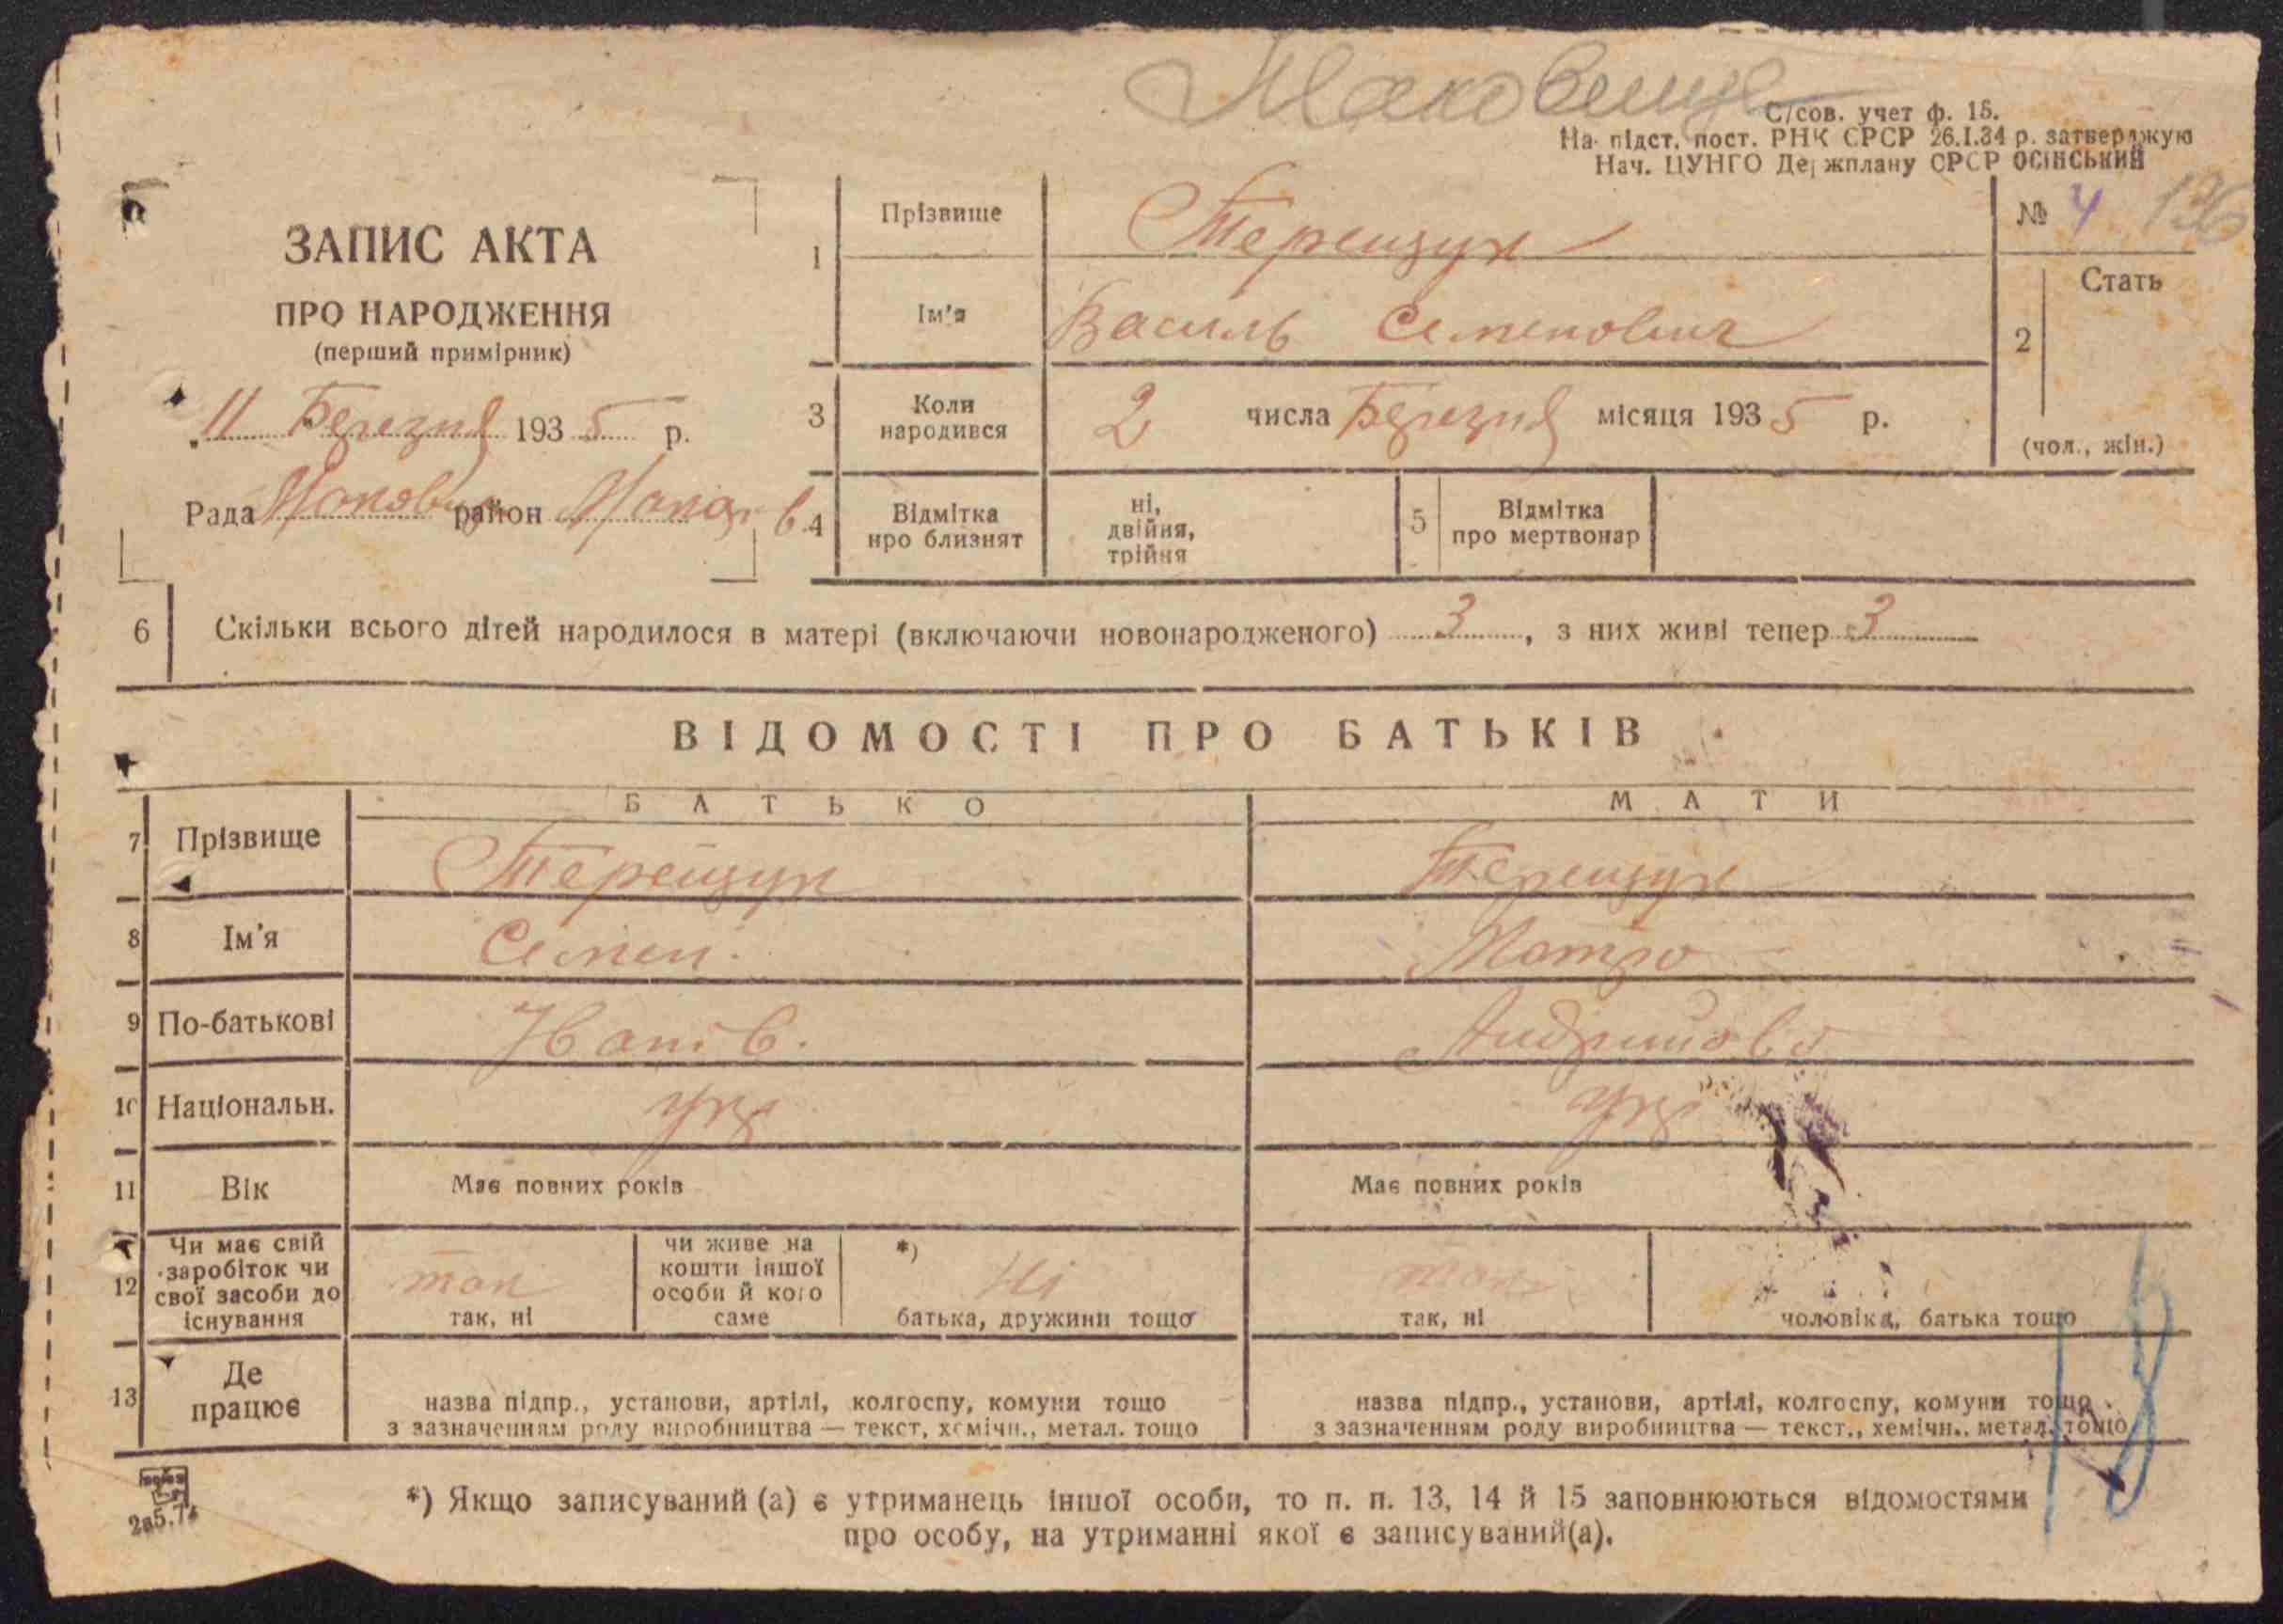 Маковище
С/сов. учет ф. 15.
На підст. пост. РНК СРСР 26.I.34 р. затверджую
Нач. ЦУНГО Держплану СРСР ОСІНСЬКИЙ
ЗАПИС АКТА
ПРО НАРОДЖЕННЯ
(перший примірник)
11 Березня 1935 р.
Рада район Макарів
1 Прізвище Терещук
Ім'я Василь Семенович
№ 4 136
2 Стать
(чол., жін.)
3 Коли народився 2 числа Березня місяця 1935 р.
4 Відмітка нро близнят ні, двійня, трійня
5 Відмітка про мертвонар
6 Скільки всього дітей народилося в матері (включаючи новонародженого) 3, з них живі тепер 3
ВІДОМОСТІ ПРО БАТЬКІВ
БАТЬКО МАТИ
7 Прізвище Терещук Терещук
8 Ім'я Семен Мотро
9 По-батькові
10 Національн. укр укр
11 Вік Має повних років Має повних років
12 Чи має свій заробіток чи свої засоби до існування
так
так, ні
чи живе на кошти іншої особи й кого саме
*) Ні
батька, дружини тощо
так
так, ні
чоловіка, батька тощо
13 Де працює
назва підпр., установи, артілі, колгоспу, комуни тощо
з зазначенням роду виробництва — текст, хемічн., метал. тощо
назва підпр., установи, артілі, колгоспу, комуни тощо
з зазначенням роду виробництва — текст., хемічн., метал. тощо
18
*) Якщо записуваний (а) є утриманець іншої особи, то п. п. 13, 14 й 15 заповнюються відомостями
про особу, на утриманні якої є записуваний(а).